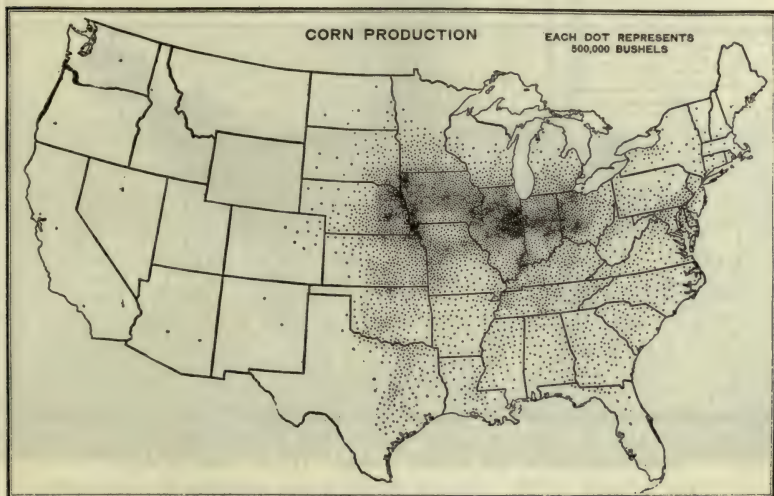 CORN PRODUCTION
EACH DOT REPRESENTS
500,000 BUSHELS